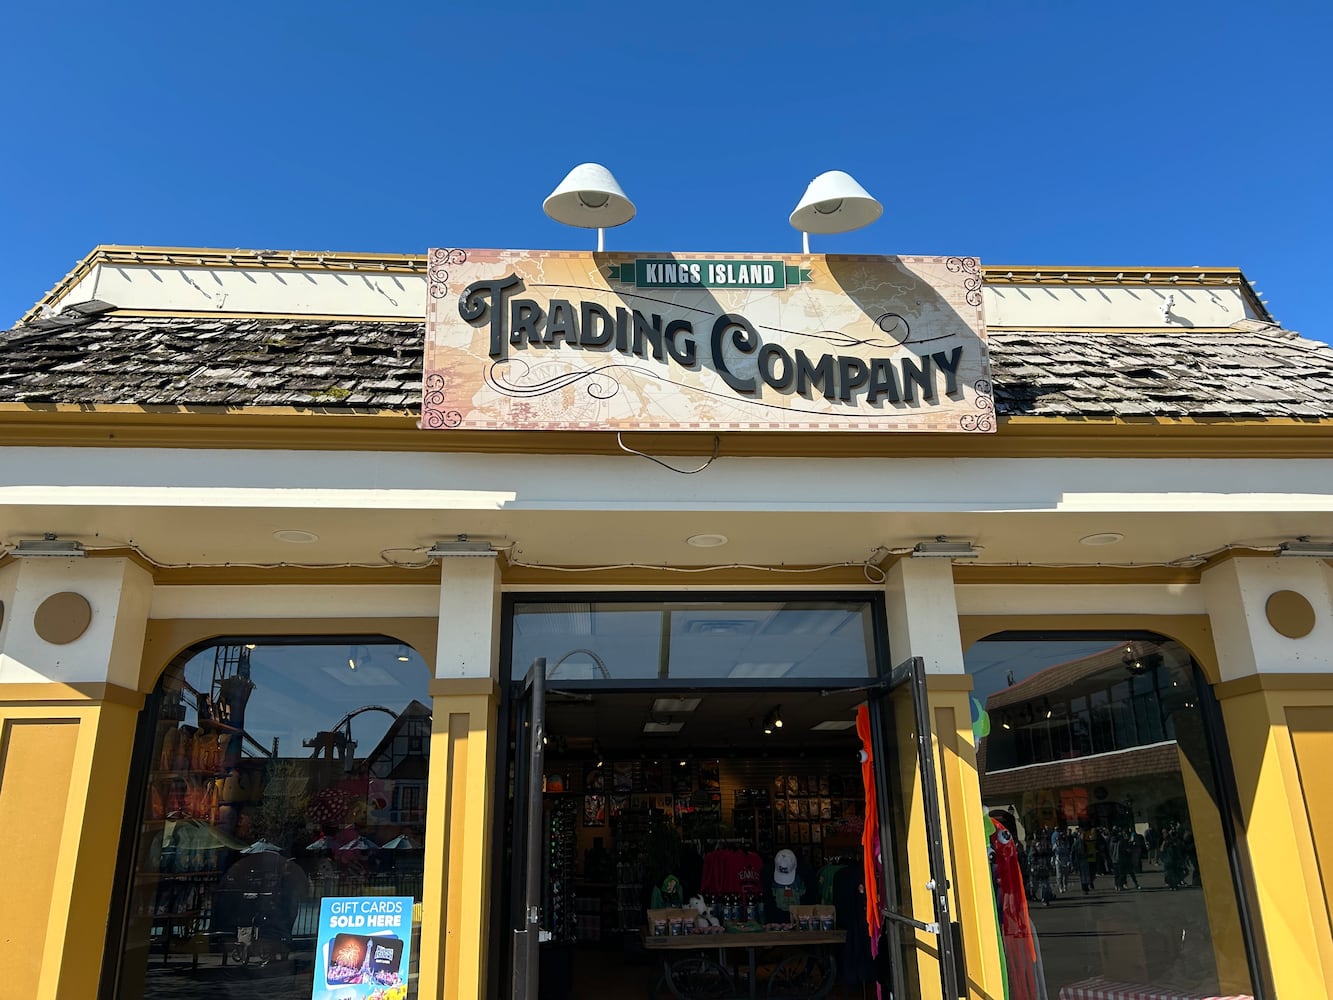 KINGS ISLAND
TRADING COMPANY
GIFT CARDS
SOLD HERE